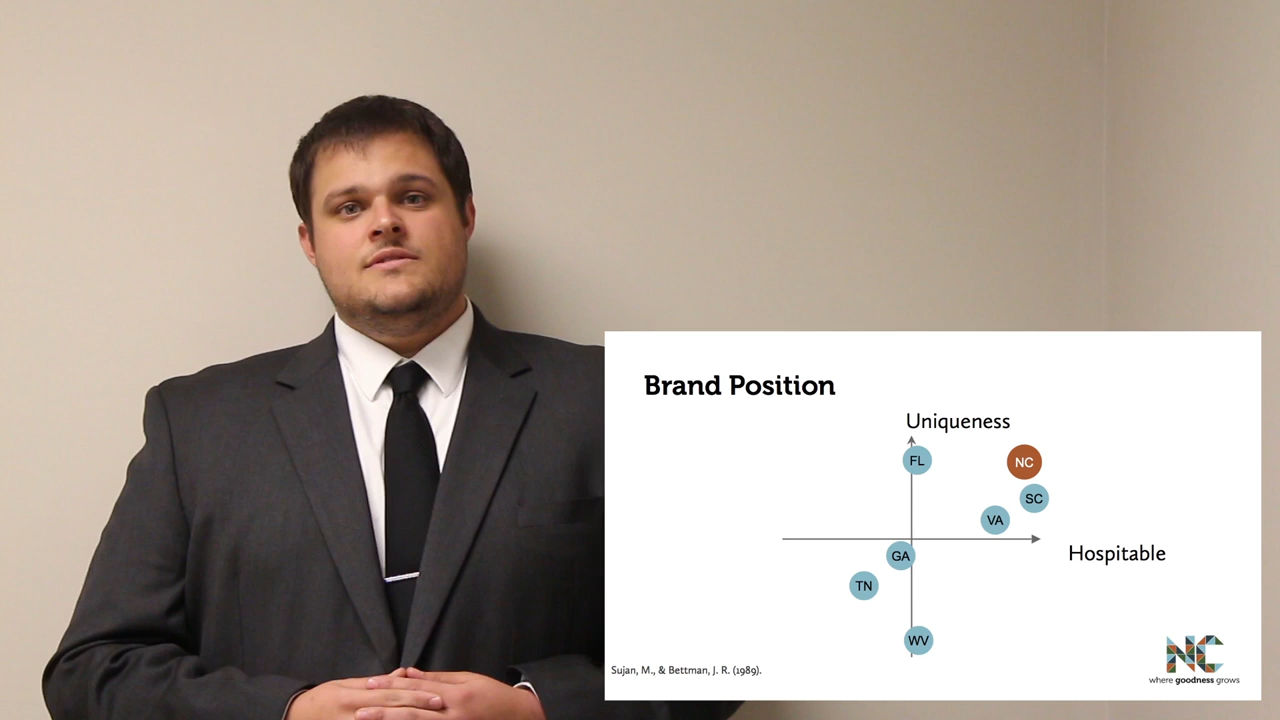 Brand Position
Uniqueness
FL
NC
SC
VA
Hospitable
GA
TN
WV
Sujan, M., & Bettman, J. R. (1989).
NC
where goodness grows